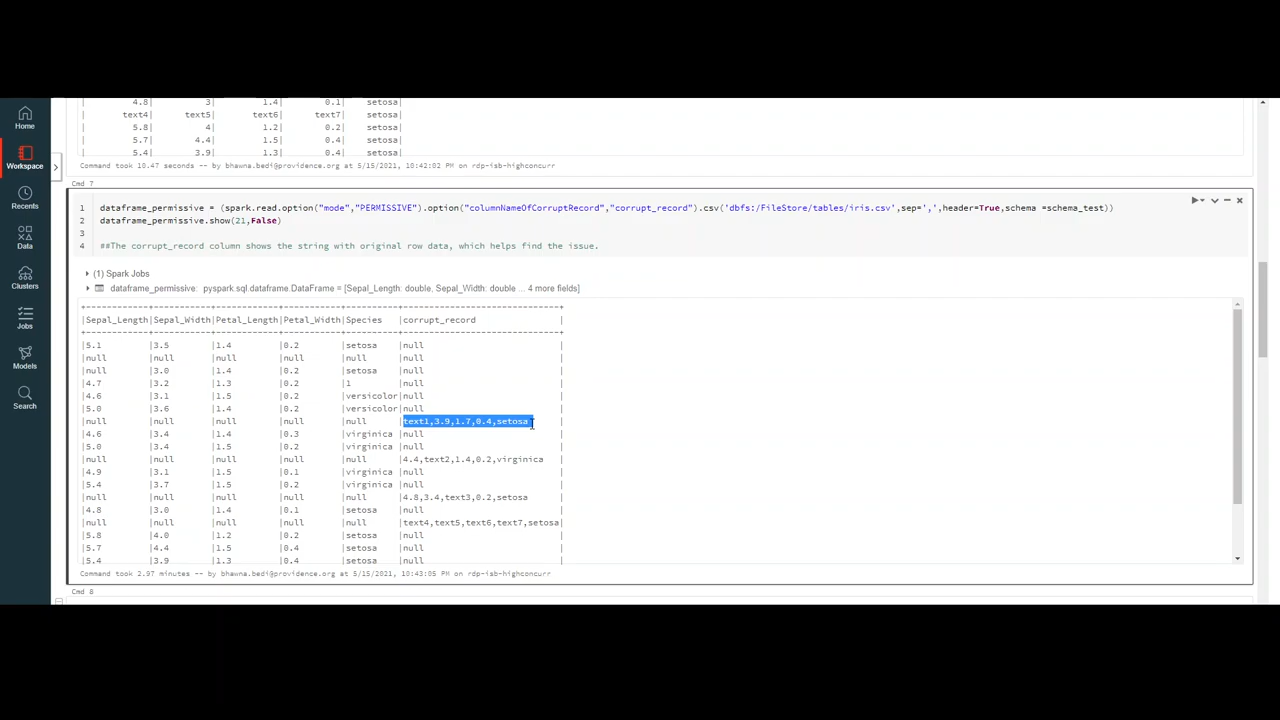 | 4.8| 3| 1.4| 0.1| setosa|
| text4| text5| text6| text7| setosa|
| 5.8| 4| 1.2| 0.2| setosa|
| 5.7| 4.4| 1.5| 0.4| setosa|
| 5.4| 3.9| 1.3| 0.4| setosa|
Command took 10.47 seconds -- by bhawna.bedi@providence.org at 5/15/2021, 10:42:02 PM on rdp-isb-highconcurr
Home
Workspace
Recents
Data
Clusters
Jobs
Models
Search
Cmd 7
1 dataframe_permissive = (spark.read.option("mode","PERMISSIVE").option("columnNameOfCorruptRecord","corrupt_record").csv('dbfs:/FileStore/tables/iris.csv',sep=',',header=True,schema =schema_test))
2 dataframe_permissive.show(21,False)
3
4 ##The corrupt_record column shows the string with original row data, which helps find the issue.
(1) Spark Jobs
dataframe_permissive: pyspark.sql.dataframe.DataFrame = [Sepal_Length: double, Sepal_Width: double ... 4 more fields]
+------------+-----------+------------+-----------+----------+-----------------------------+
|Sepal_Length|Sepal_Width|Petal_Length|Petal_Width|Species |corrupt_record |
+------------+-----------+------------+-----------+----------+-----------------------------+
|5.1 |3.5 |1.4 |0.2 |setosa |null |
|null |null |null |null |null |null |
|null |3.0 |1.4 |0.2 |setosa |null |
|4.7 |3.2 |1.3 |0.2 |1 |null |
|4.6 |3.1 |1.5 |0.2 |versicolor|null |
|5.0 |3.6 |1.4 |0.2 |versicolor|null |
|null |null |null |null |null |text1,3.9,1.7,0.4,setosa |
|4.6 |3.4 |1.4 |0.3 |virginica |null |
|5.0 |3.4 |1.5 |0.2 |virginica |null |
|null |null |null |null |null |4.4,text2,1.4,0.2,virginica |
|4.9 |3.1 |1.5 |0.1 |virginica |null |
|5.4 |3.7 |1.5 |0.2 |virginica |null |
|null |null |null |null |null |4.8,3.4,text3,0.2,setosa |
|4.8 |3.0 |1.4 |0.1 |setosa |null |
|null |null |null |null |null |text4,text5,text6,text7,setosa|
|5.8 |4.0 |1.2 |0.2 |setosa |null |
|5.7 |4.4 |1.5 |0.4 |setosa |null |
|5.4 |3.9 |1.3 |0.4 |setosa |null |
Command took 2.97 minutes -- by bhawna.bedi@providence.org at 5/15/2021, 10:43:05 PM on rdp-isb-highconcurr
Cmd 8